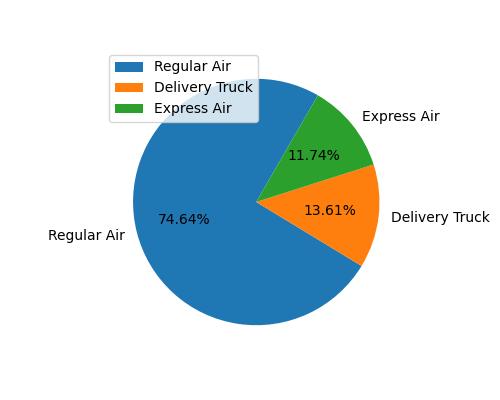 Regular Air
Delivery Truck
Express Air
Express Air
11.74%
13.61%
Delivery Truck
74.64%
Regular Air